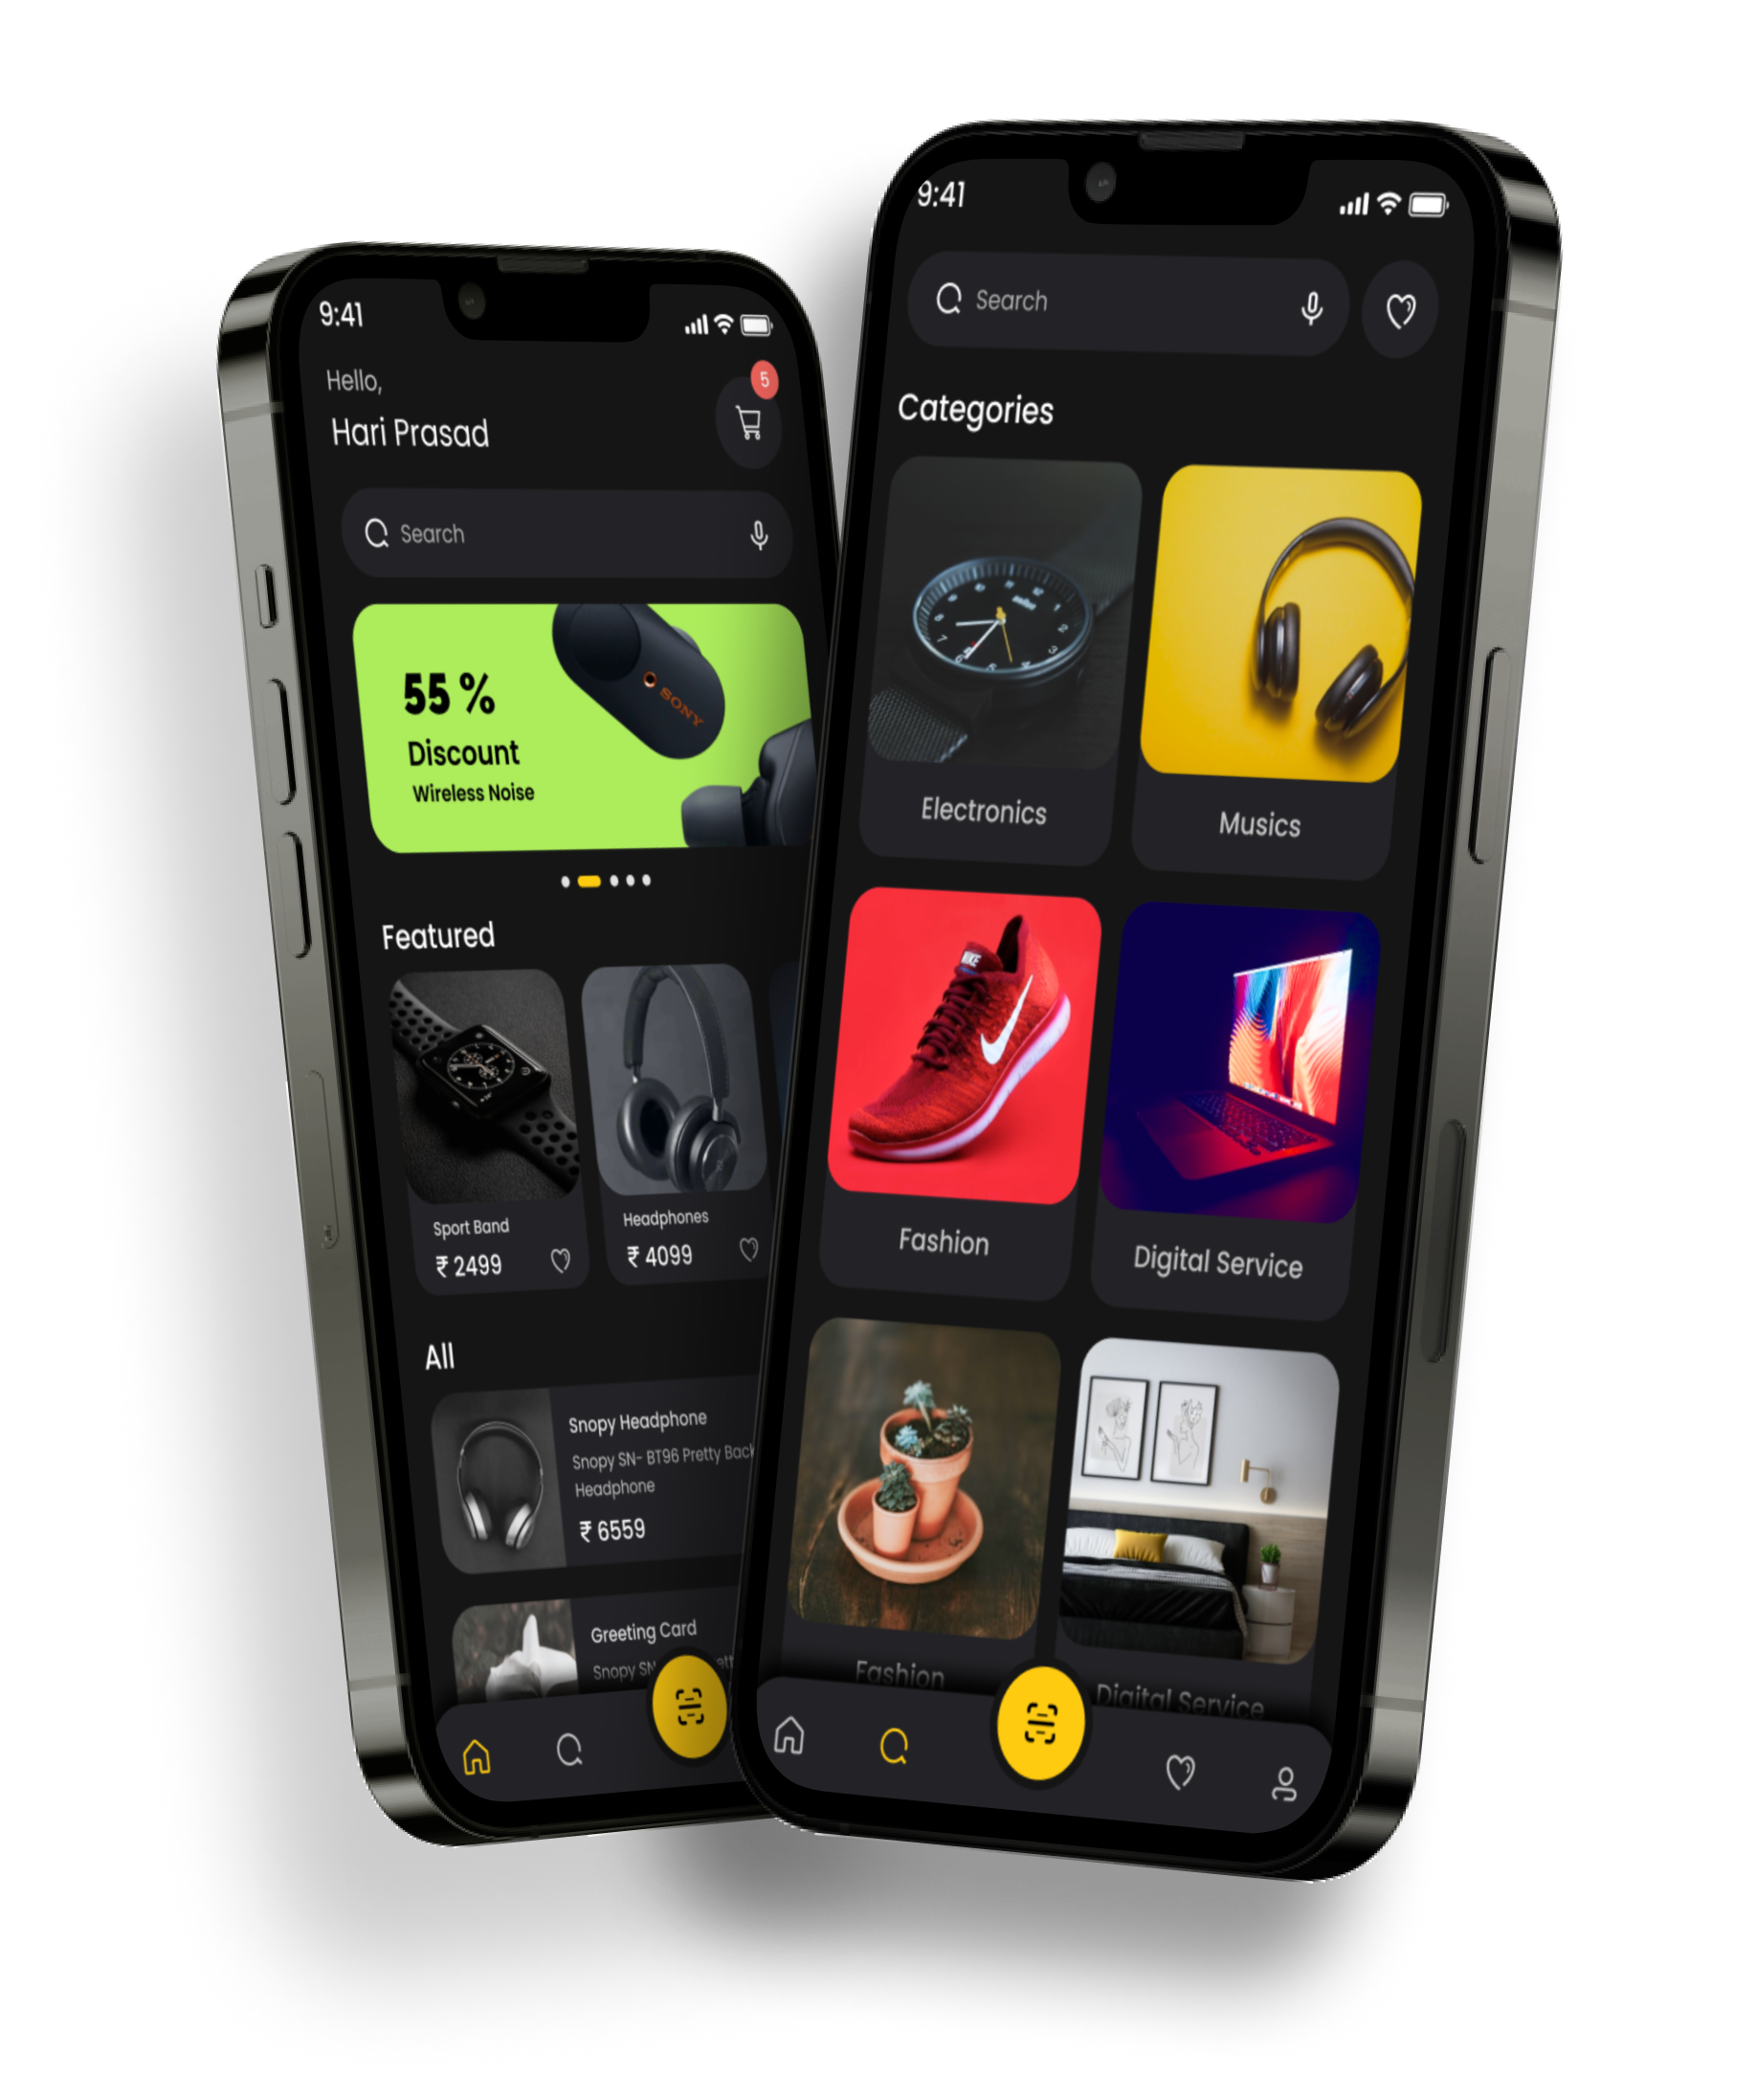 9:41
Hello,
Hari Prasad
5
Search
55 %
Discount
Wireless Noise
SONY
Featured
Sport Band
₹ 2499
Headphones
₹ 4099
All
Snopy Headphone
Snopy SN- BT96 Pretty Back
Headphone
₹ 6559
Greeting Card
Snopy SN
9:41
Search
Categories
Electronics
Musics
NIKE
Fashion
Digital Service
Fashion
Digital Service